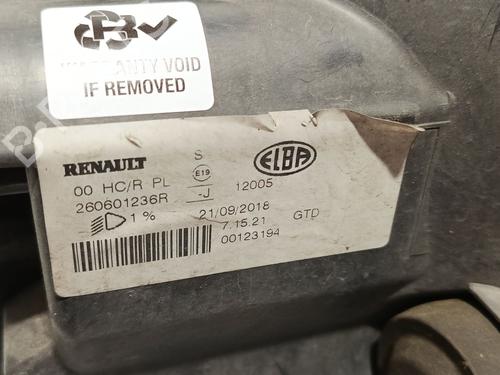 WARRANTY VOID
IF REMOVED
RENAULT S ELBA
00 HC/R PL E19 12005
260601236R -J
1% 21/09/2018 GTD
7.15.21
00123194